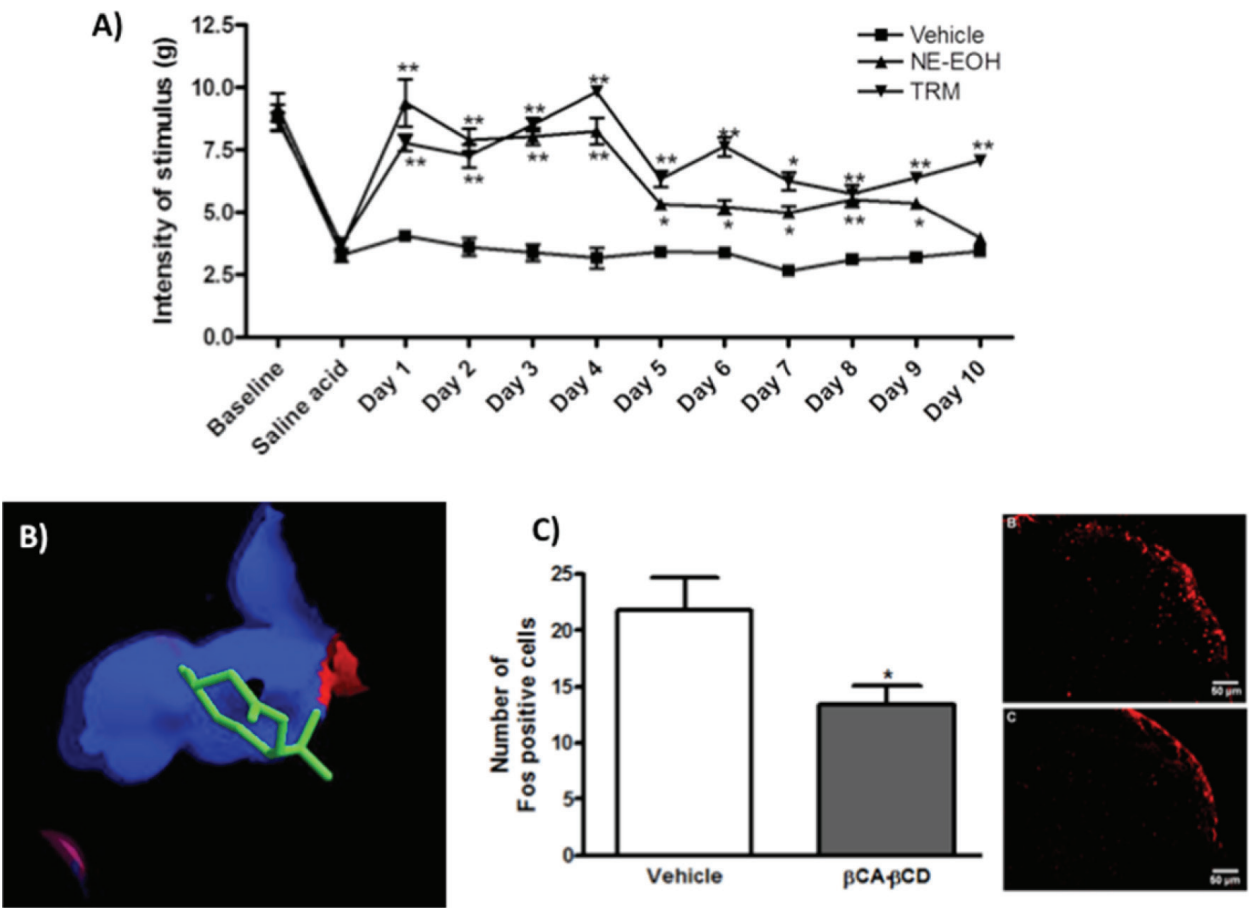 A)
12.5
10.0
7.5
5.0
2.5
0.0
Intensity of stimulus (g)
Vehicle
NE-EOH
TRM
** ** ** ** ** ** * ** ** **
** ** ** ** * * * ** *
Baseline
Saline acid
Day 1
Day 2
Day 3
Day 4
Day 5
Day 6
Day 7
Day 8
Day 9
Day 10
B)
C)
25
20
15
10
5
0
Number of
Fos positive cells
*
Vehicle
βCA-βCD
B
50 µm
C
50 µm